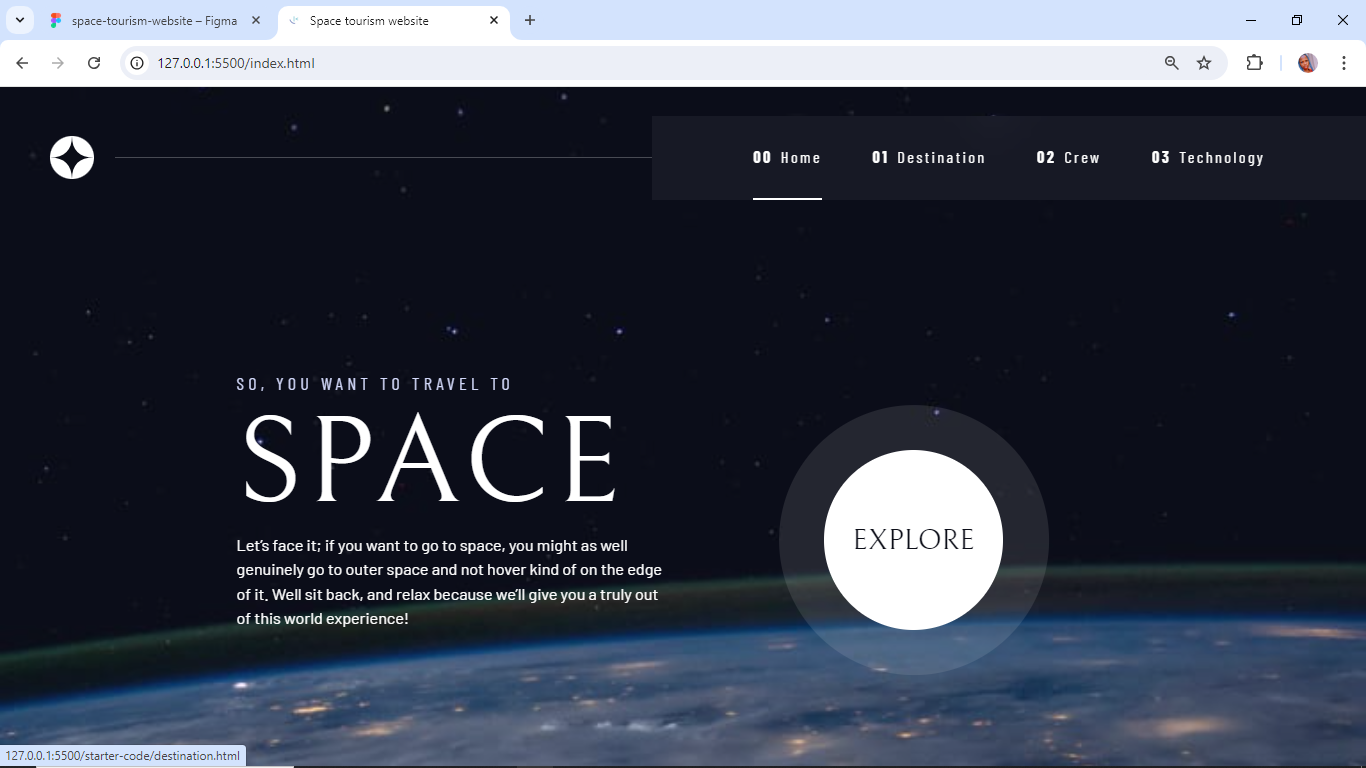 space-tourism-website – Figma
Space tourism website
127.0.0.1:5500/index.html
00 Home 01 Destination 02 Crew 03 Technology
SO, YOU WANT TO TRAVEL TO
SPACE
Let's face it; if you want to go to space, you might as well
genuinely go to outer space and not hover kind of on the edge
of it. Well sit back, and relax because we'll give you a truly out
of this world experience!
EXPLORE
127.0.0.1:5500/starter-code/destination.html